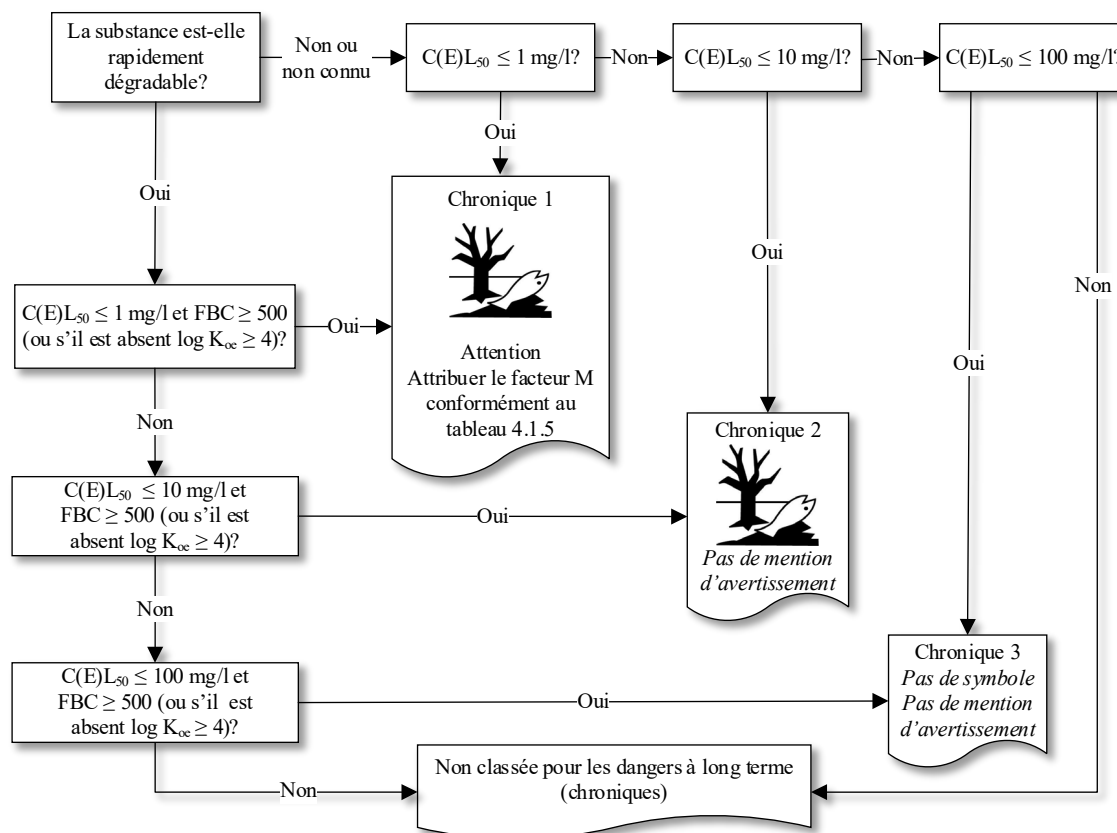 La substance est-elle
rapidement
dégradable?
Non ou
non connu
C(E)L₅₀ ≤ 1 mg/l?
Non
C(E)L₅₀ ≤ 10 mg/l?
Non
C(E)L₅₀ ≤ 100 mg/l?
Oui
Oui
Oui
Non
Oui
Chronique 1
Attention
Attribuer le facteur M
conformément au
tableau 4.1.5
C(E)L₅₀ ≤ 1 mg/l et FBC ≥ 500
(ou s’il est absent log Kₒₑ ≥ 4)?
Oui
Non
Chronique 2
Pas de mention
d’avertissement
C(E)L₅₀ ≤ 10 mg/l et
FBC ≥ 500 (ou s’il est
absent log Kₒₑ ≥ 4)?
Oui
Non
Chronique 3
Pas de symbole
Pas de mention
d’avertissement
C(E)L₅₀ ≤ 100 mg/l et
FBC ≥ 500 (ou s’il est
absent log Kₒₑ ≥ 4)?
Oui
Non
Non classée pour les dangers à long terme
(chroniques)